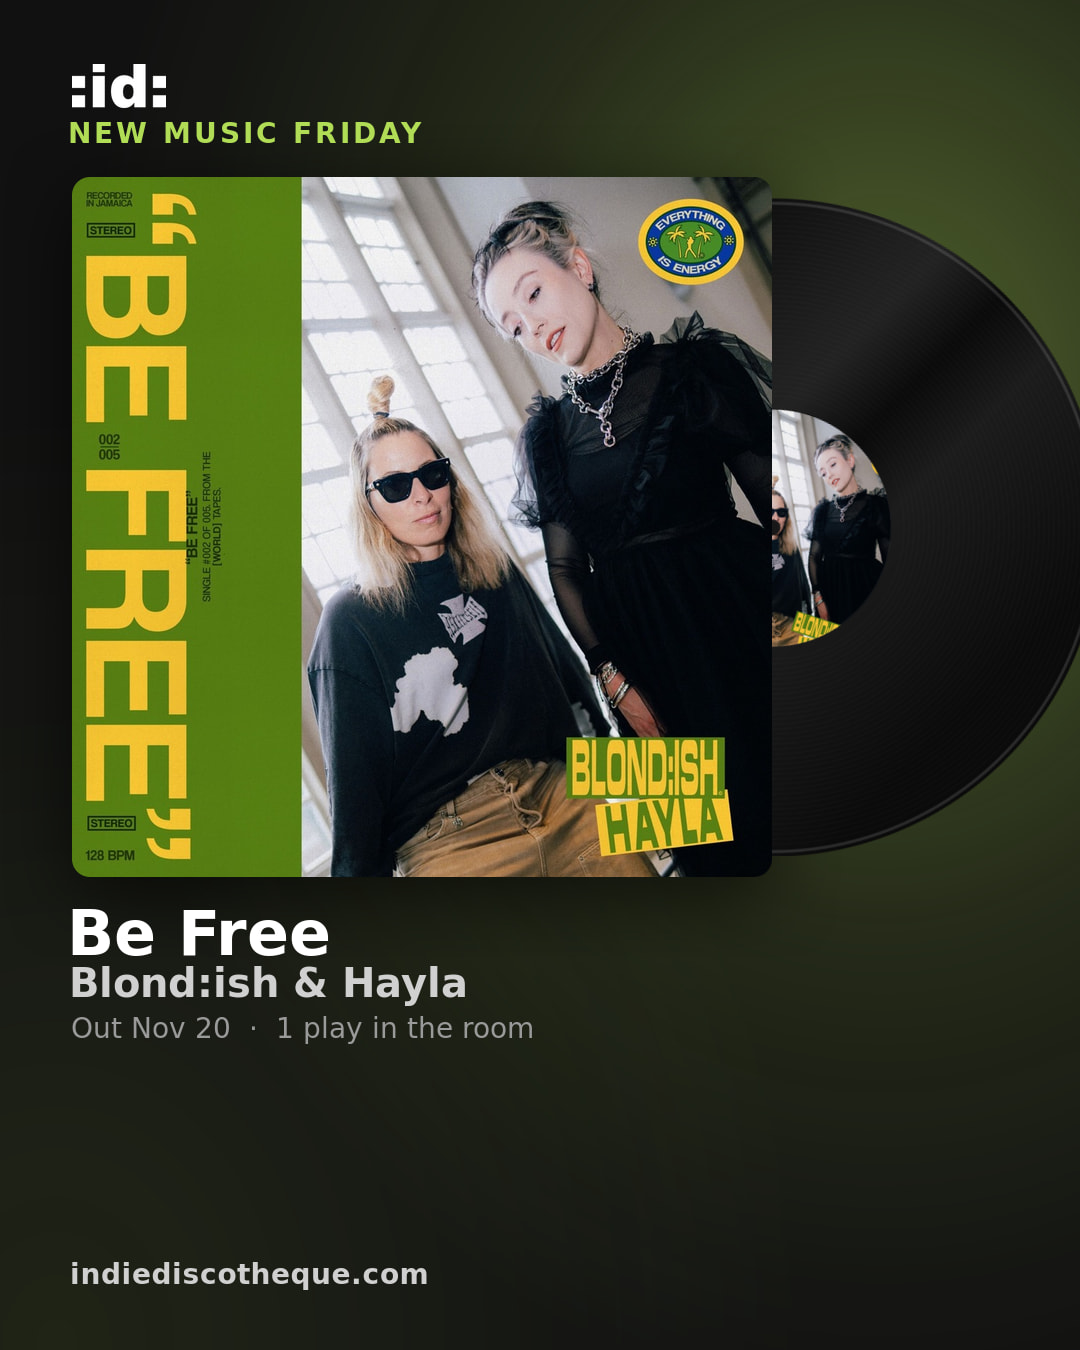 :id:
NEW MUSIC FRIDAY
RECORDED
IN JAMAICA
STEREO
“BE FREE”
002
005
“BE FREE”
SINGLE #002 OF 005. FROM THE
[WORLD] TAPES.
STEREO
128 BPM
EVERYTHING
IS ENERGY
BLOND:ISH
HAYLA
BLOND:
Be Free
Blond:ish & Hayla
Out Nov 20 · 1 play in the room
indiediscotheque.com